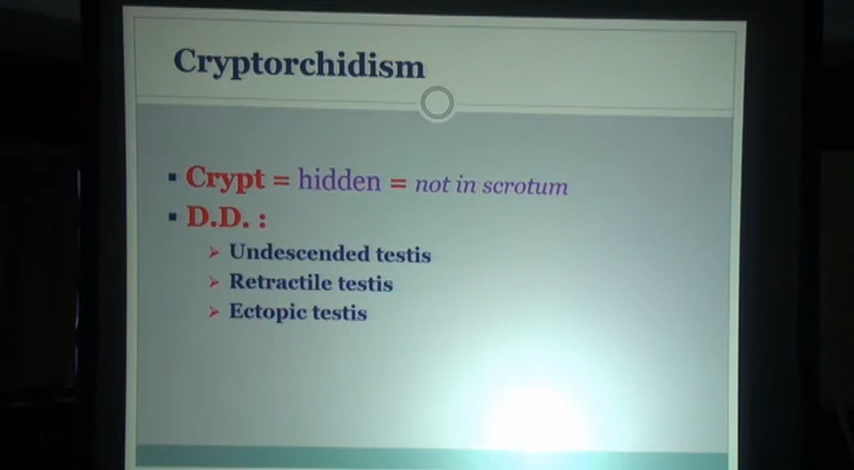 Cryptorchidism
▪ Crypt = hidden = not in scrotum
▪ D.D. :
➢ Undescended testis
➢ Retractile testis
➢ Ectopic testis